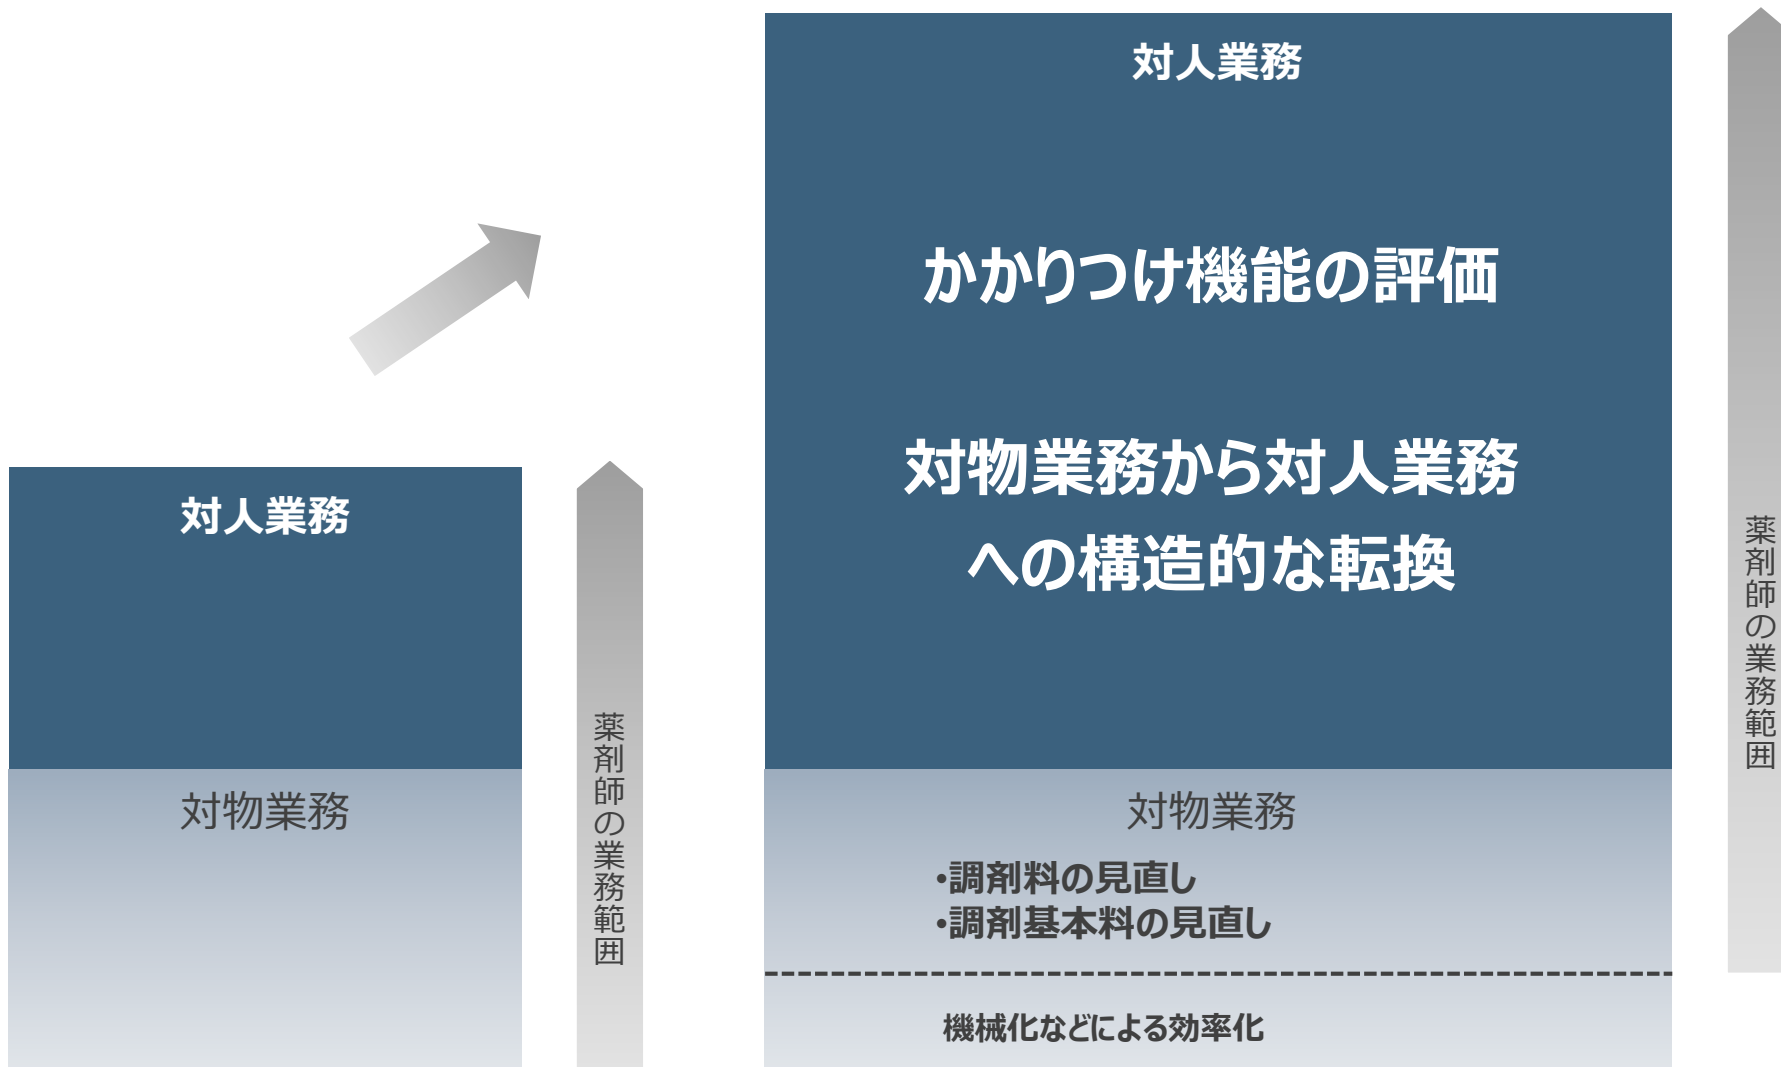 対人業務
対物業務
薬剤師の業務範囲
対人業務
かかりつけ機能の評価
対物業務から対人業務
への構造的な転換
対物業務
・調剤料の見直し
・調剤基本料の見直し
機械化などによる効率化
薬剤師の業務範囲